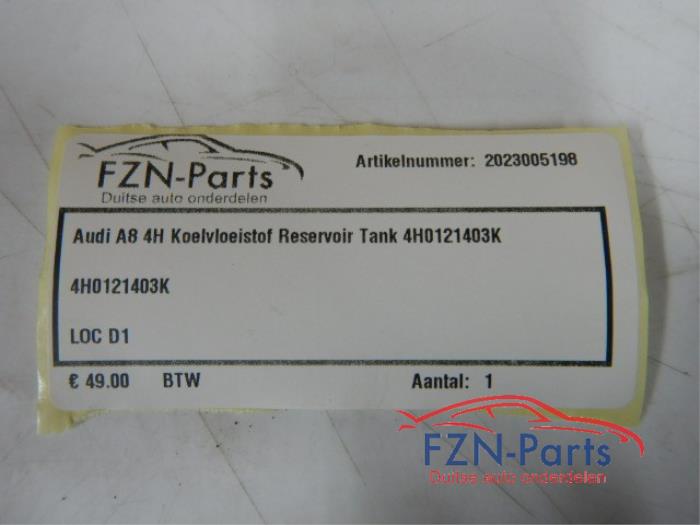 FZN-Parts
Duitse auto onderdelen
Artikelnummer: 2023005198
Audi A8 4H Koelvloeistof Reservoir Tank 4H0121403K
4H0121403K
LOC D1
€ 49.00 BTW Aantal: 1
FZN-Parts
Duitse auto onderdelen